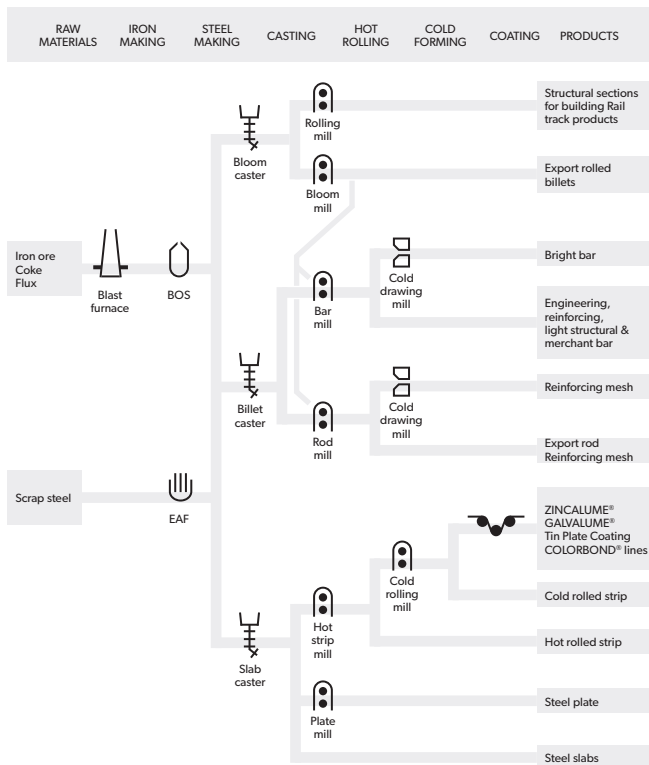 RAW
MATERIALS
IRON
MAKING
STEEL
MAKING
CASTING
HOT
ROLLING
COLD
FORMING
COATING
PRODUCTS
Structural sections
for building Rail
track products
Rolling
mill
Bloom
caster
Export rolled
billets
Bloom
mill
Iron ore
Coke
Flux
Blast
furnace
BOS
Bright bar
Cold
drawing
mill
Bar
mill
Engineering,
reinforcing,
light structural &
merchant bar
Billet
caster
Reinforcing mesh
Cold
drawing
mill
Rod
mill
Export rod
Reinforcing mesh
Scrap steel
EAF
ZINCALUME®
GALVALUME®
Tin Plate Coating
COLORBOND® lines
Cold
rolling
mill
Cold rolled strip
Hot
strip
mill
Hot rolled strip
Slab
caster
Steel plate
Plate
mill
Steel slabs